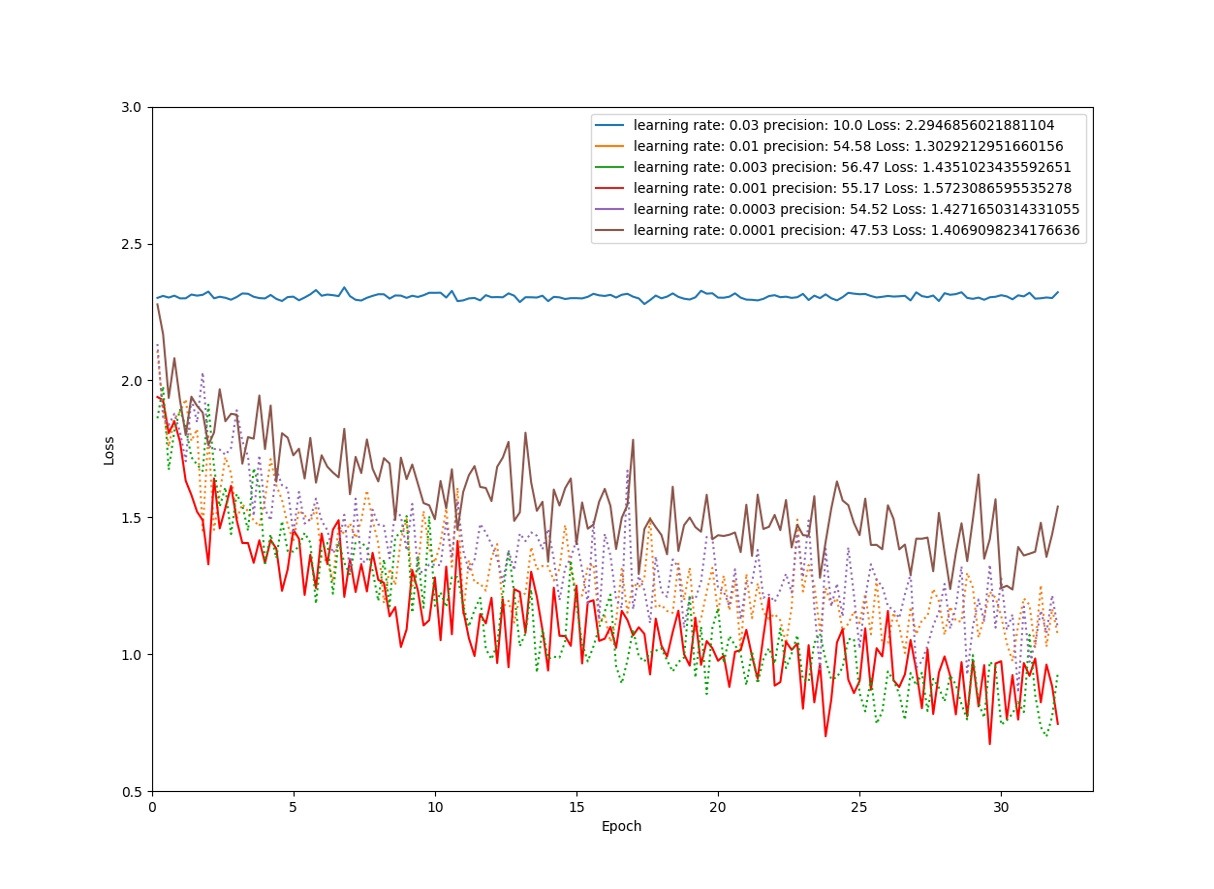 3.0
learning rate: 0.03 precision: 10.0 Loss: 2.2946856021881104
learning rate: 0.01 precision: 54.58 Loss: 1.3029212951660156
learning rate: 0.003 precision: 56.47 Loss: 1.4351023435592651
learning rate: 0.001 precision: 55.17 Loss: 1.5723086595535278
learning rate: 0.0003 precision: 54.52 Loss: 1.4271650314331055
learning rate: 0.0001 precision: 47.53 Loss: 1.4069098234176636
2.5
2.0
Loss
1.5
1.0
0.5
0 5 10 15 20 25 30
Epoch